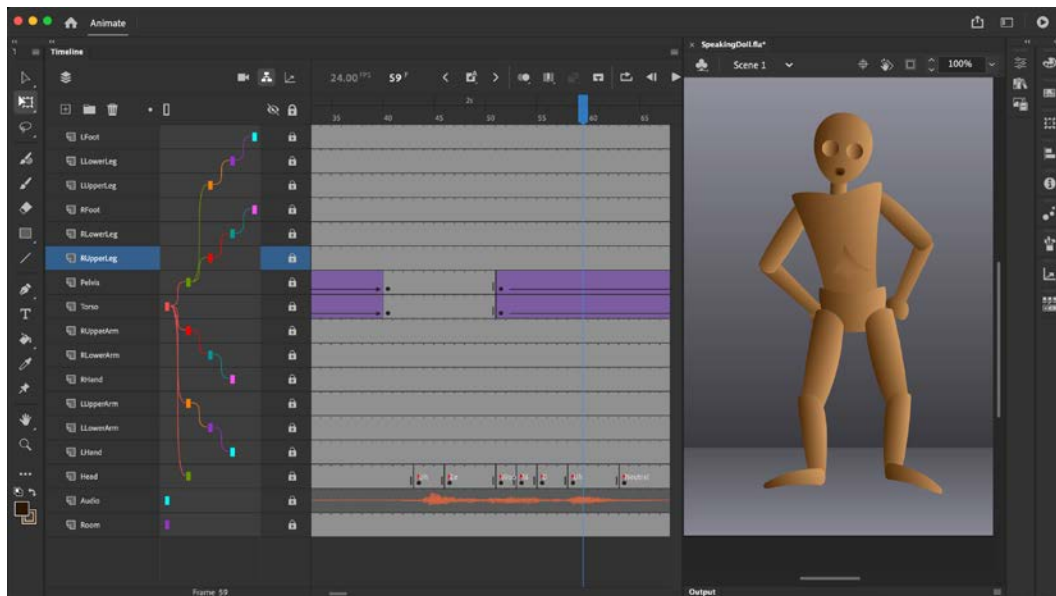 Animate
Timeline
SpeakingDoll.fla*
Scene 1
100%
24.00 FPS
59 F
2s
35 40 45 50 55 60 65
LFoot
LLowerLeg
LUpperLeg
RFoot
RLowerLeg
RUpperLeg
Pelvis
Torso
RUpperArm
RLowerArm
RHand
LUpperArm
LLowerArm
LHand
Head
Ee
D
Uh
Neutral
Audio
Room
Frame 59
Output